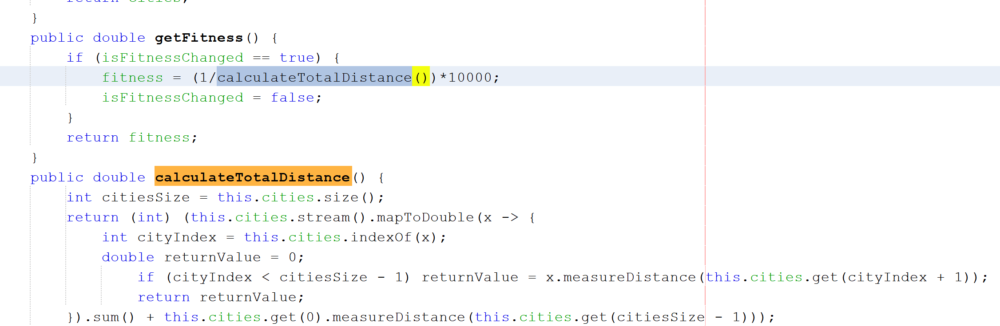 return cities;
}
public double getFitness() {
if (isFitnessChanged == true) {
fitness = (1/calculateTotalDistance())*10000;
isFitnessChanged = false;
}
return fitness;
}
public double calculateTotalDistance() {
int citiesSize = this.cities.size();
return (int) (this.cities.stream().mapToDouble(x -> {
int cityIndex = this.cities.indexOf(x);
double returnValue = 0;
if (cityIndex < citiesSize - 1) returnValue = x.measureDistance(this.cities.get(cityIndex + 1));
return returnValue;
}).sum() + this.cities.get(0).measureDistance(this.cities.get(citiesSize - 1)));